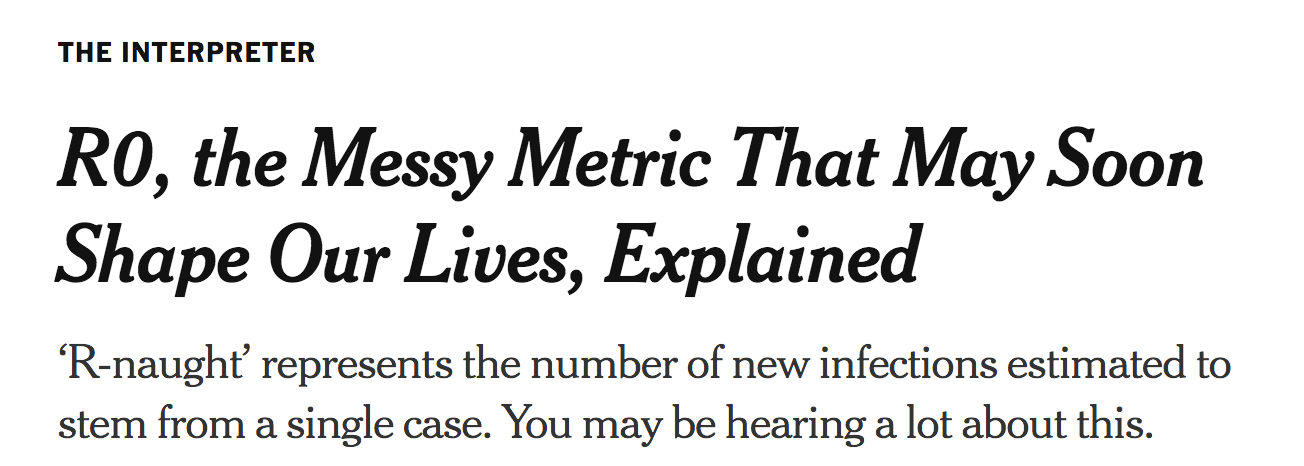 THE INTERPRETER
R0, the Messy Metric That May Soon
Shape Our Lives, Explained
‘R-naught’ represents the number of new infections estimated to
stem from a single case. You may be hearing a lot about this.